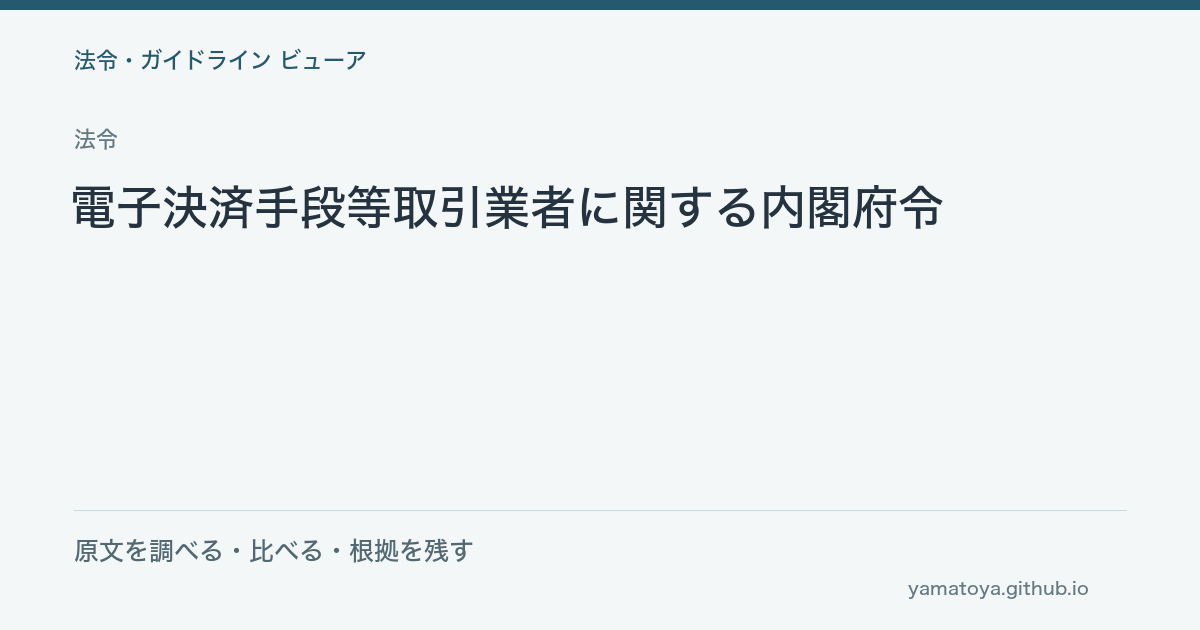 法令・ガイドライン ビューア
法令
電子決済手段等取引業者に関する内閣府令
原文を調べる・比べる・根拠を残す
yamatoya.github.io